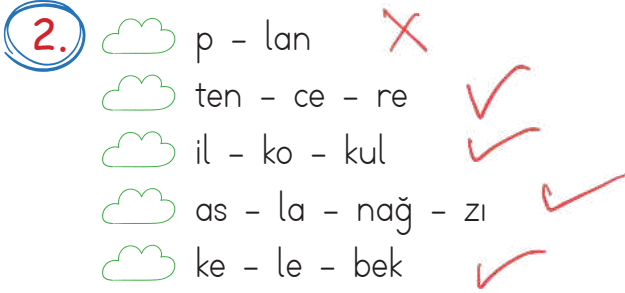 2.
p – lan
ten – ce – re
il – ko – kul
as – la – nağ – zı
ke – le – bek